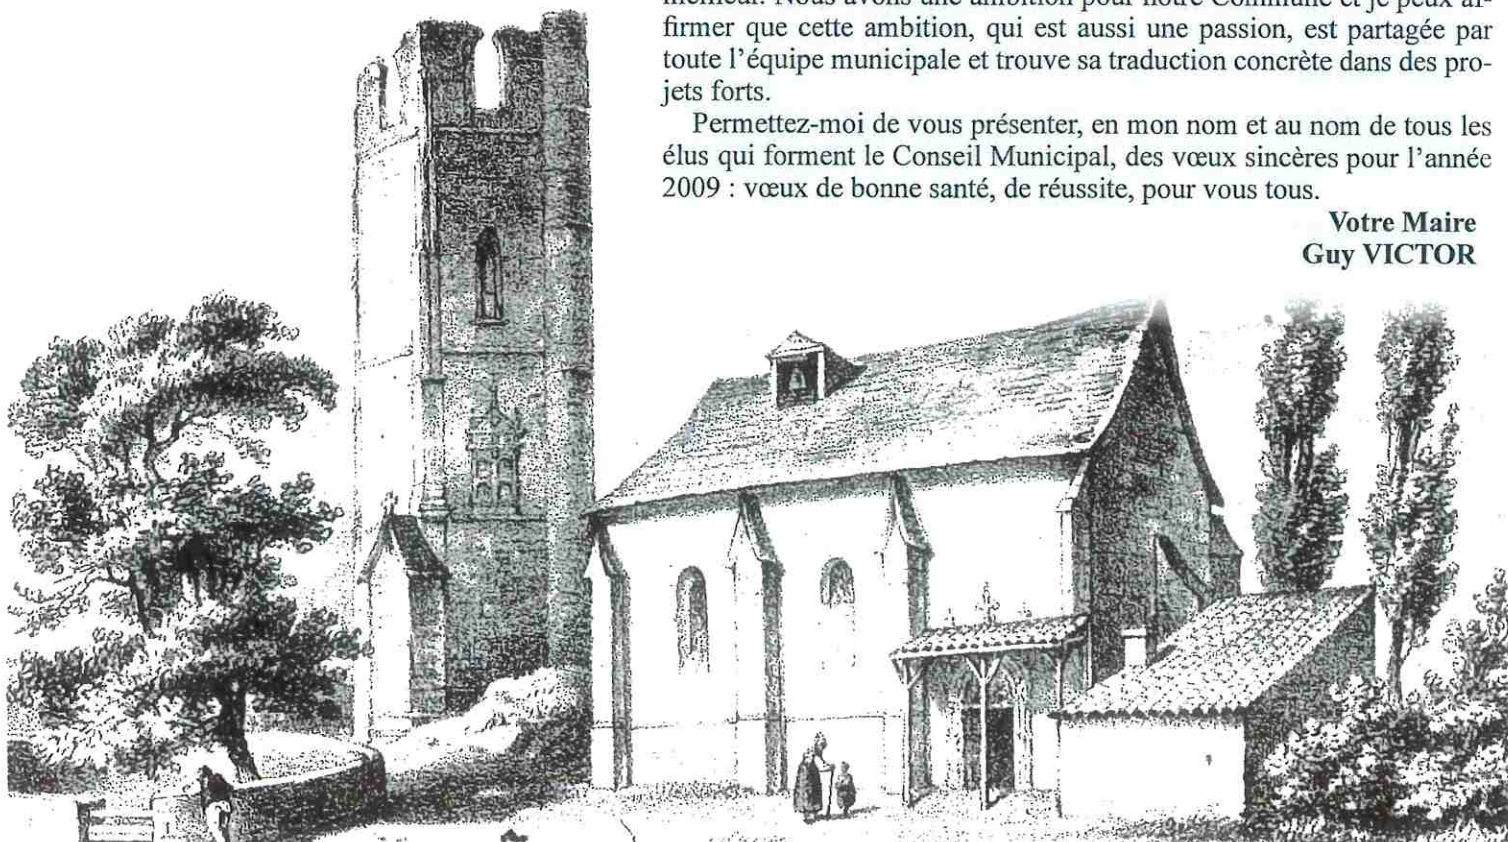 firmer que cette ambition, qui est aussi une passion, est partagée par
toute l'équipe municipale et trouve sa traduction concrète dans des pro-
jets forts.
Permettez-moi de vous présenter, en mon nom et au nom de tous les
élus qui forment le Conseil Municipal, des vœux sincères pour l'année
2009 : vœux de bonne santé, de réussite, pour vous tous.
Votre Maire
Guy VICTOR